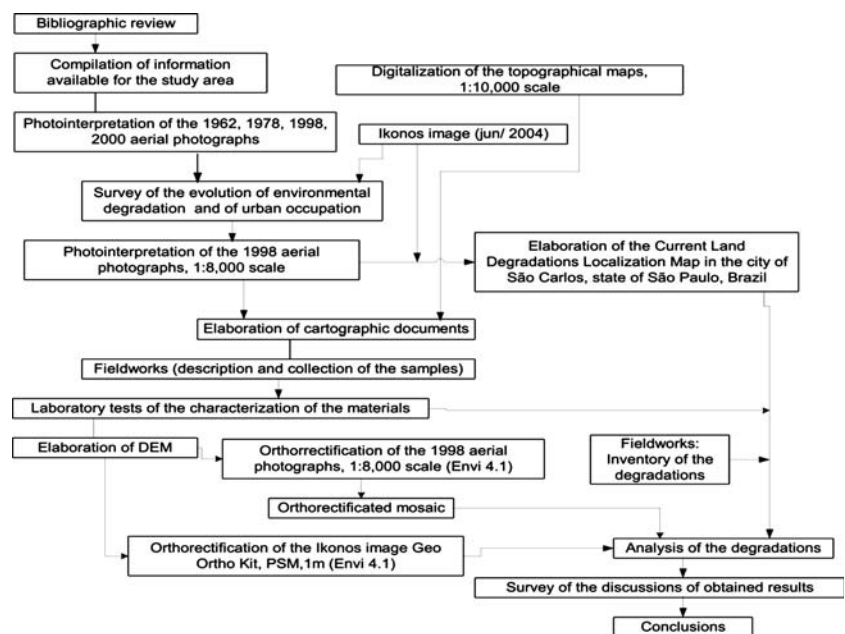 Bibliographic review
Compilation of information
available for the study area
Digitalization of the topographical maps,
1:10,000 scale
Photointerpretation of the 1962, 1978, 1998,
2000 aerial photographs
Ikonos image (jun/ 2004)
Survey of the evolution of environmental
degradation and of urban occupation
Photointerpretation of the 1998 aerial
photographs, 1:8,000 scale
Elaboration of the Current Land
Degradations Localization Map in the city of
São Carlos, state of São Paulo, Brazil
Elaboration of cartographic documents
Fieldworks (description and collection of the samples)
Laboratory tests of the characterization of the materials
Elaboration of DEM
Orthorrectification of the 1998 aerial
photographs, 1:8,000 scale (Envi 4.1)
Fieldworks:
Inventory of the
degradations
Orthorectificated mosaic
Orthorectification of the Ikonos image Geo
Ortho Kit, PSM,1m (Envi 4.1)
Analysis of the degradations
Survey of the discussions of obtained results
Conclusions